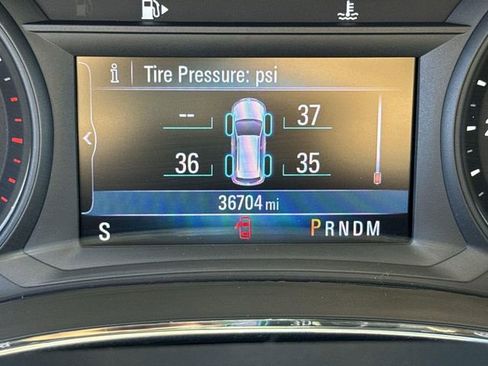 i Tire Pressure: psi
-- 37
36 35
36704 mi
S PRNDM